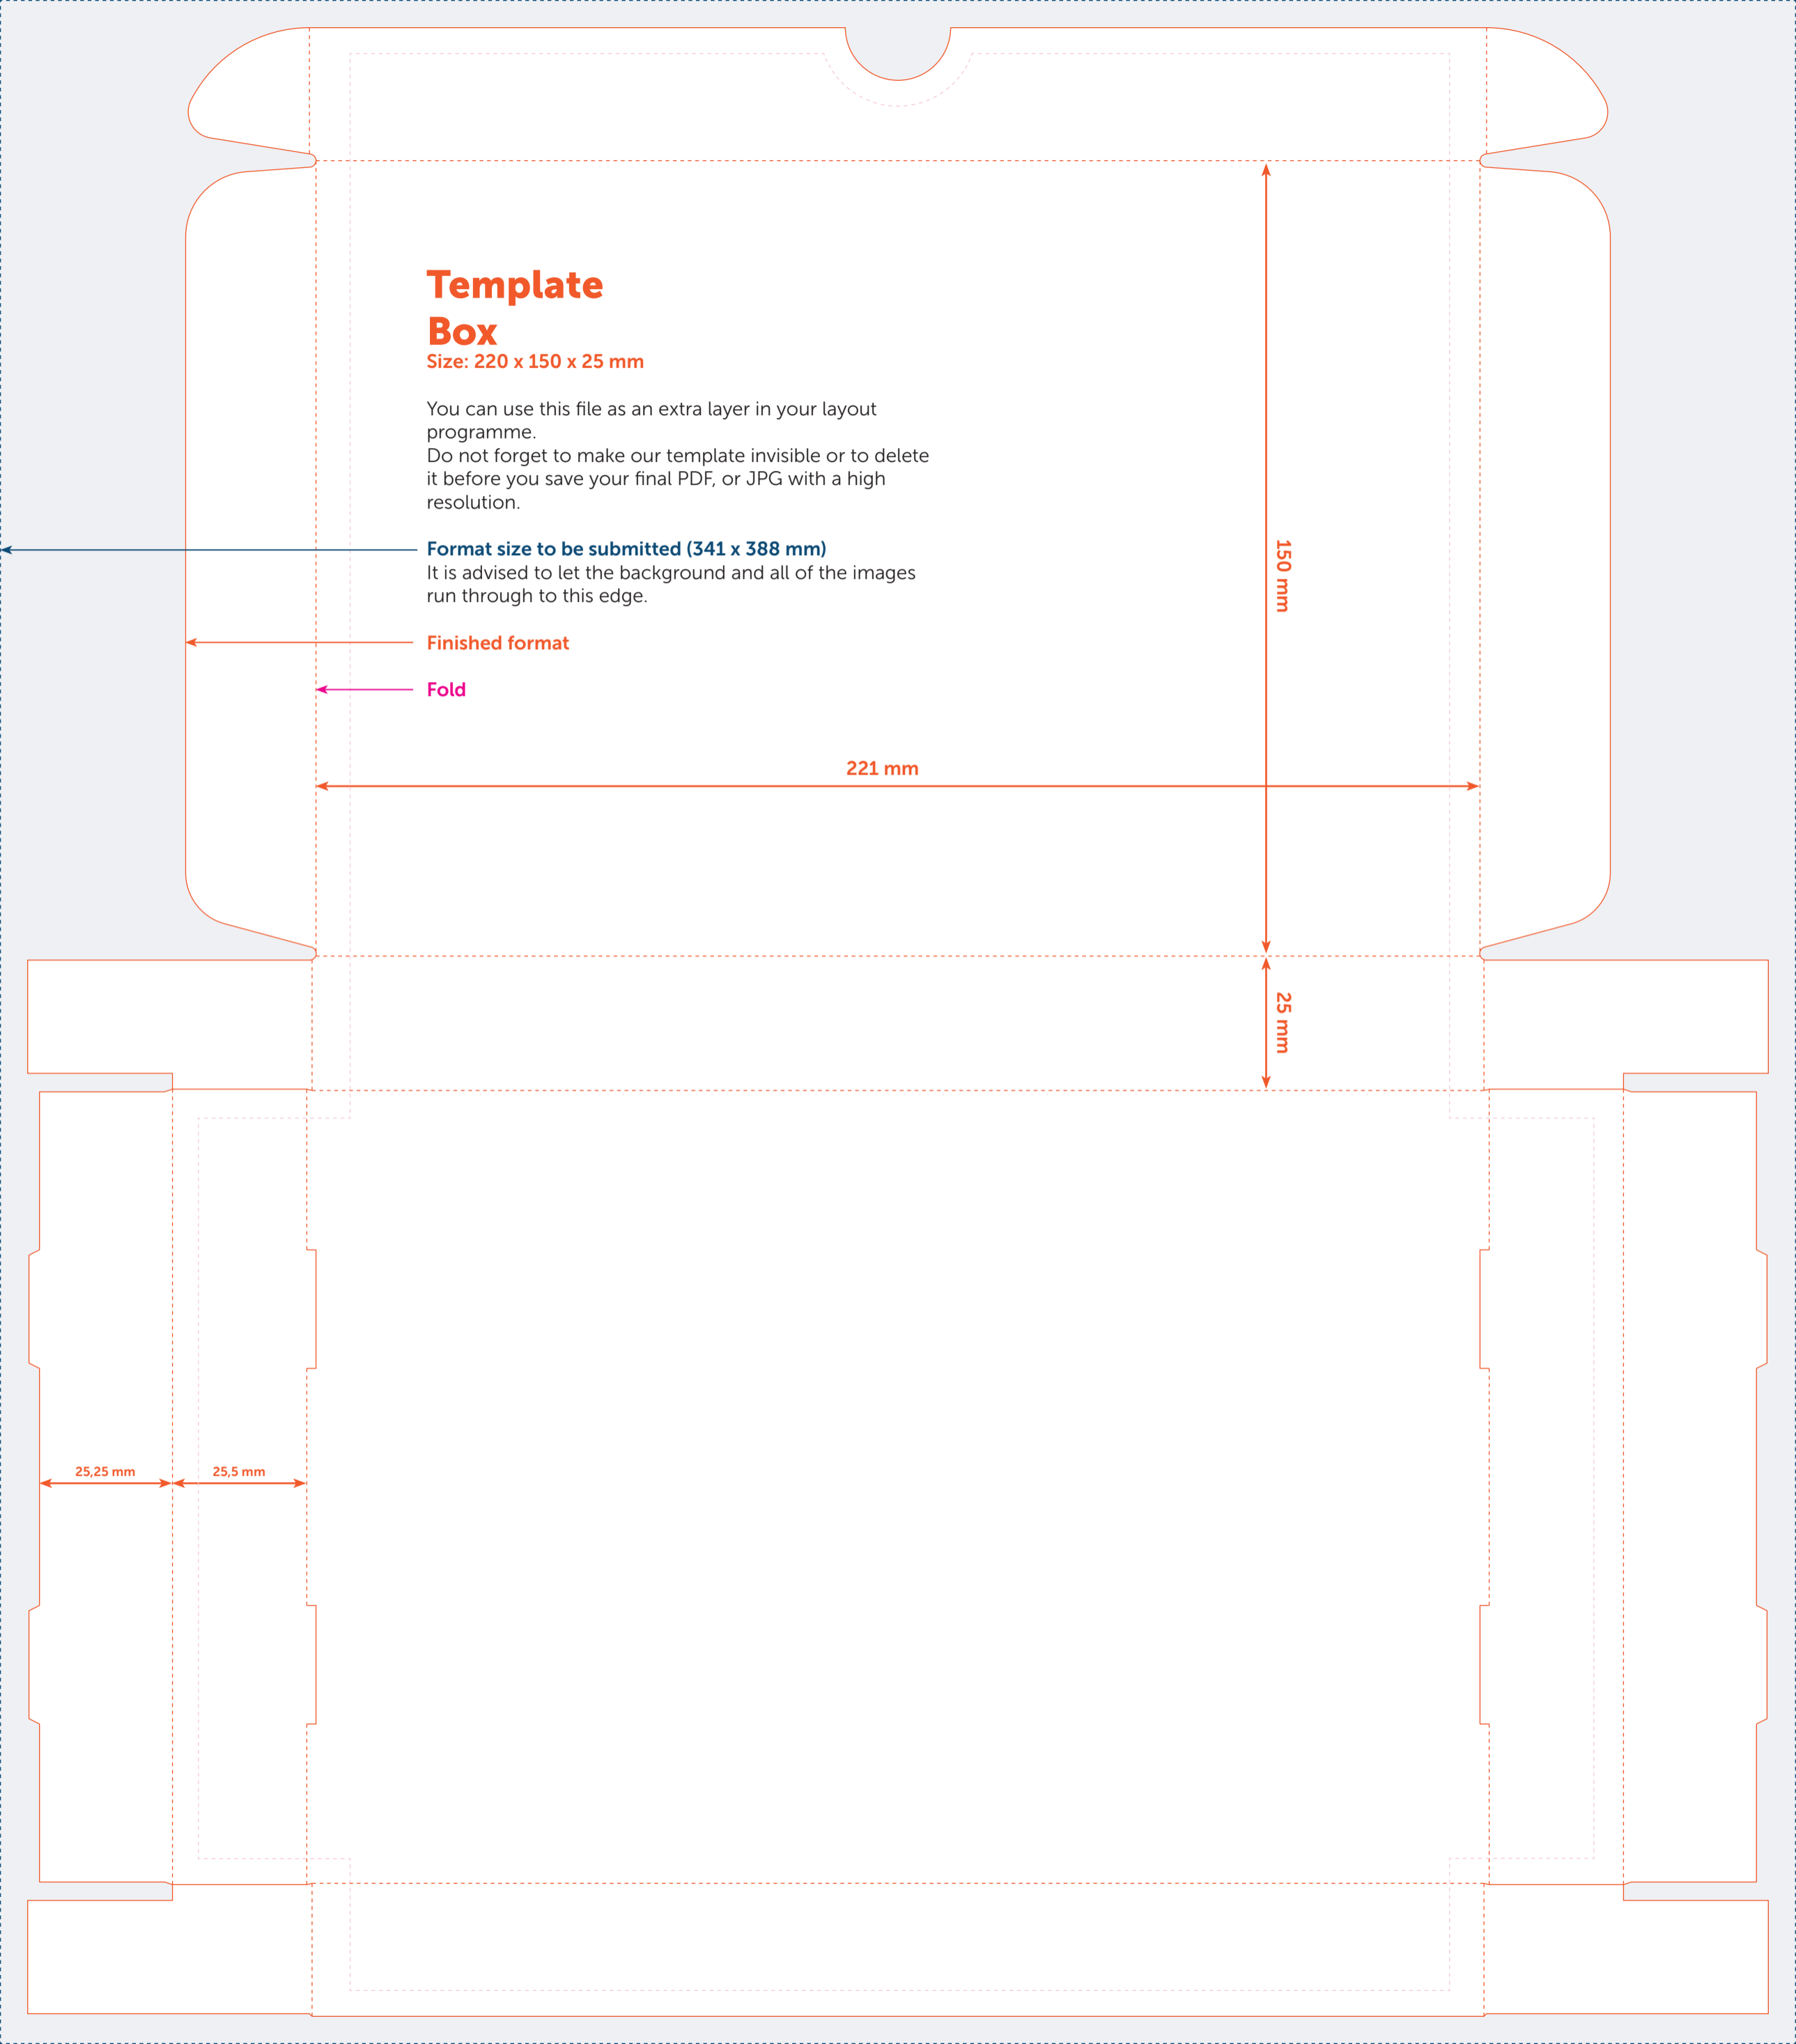 Template
Box
Size: 220 x 150 x 25 mm
You can use this file as an extra layer in your layout
programme.
Do not forget to make our template invisible or to delete
it before you save your final PDF, or JPG with a high
resolution.
Format size to be submitted (341 x 388 mm)
It is advised to let the background and all of the images
run through to this edge.
Finished format
Fold
150 mm
221 mm
25 mm
25,25 mm
25,5 mm